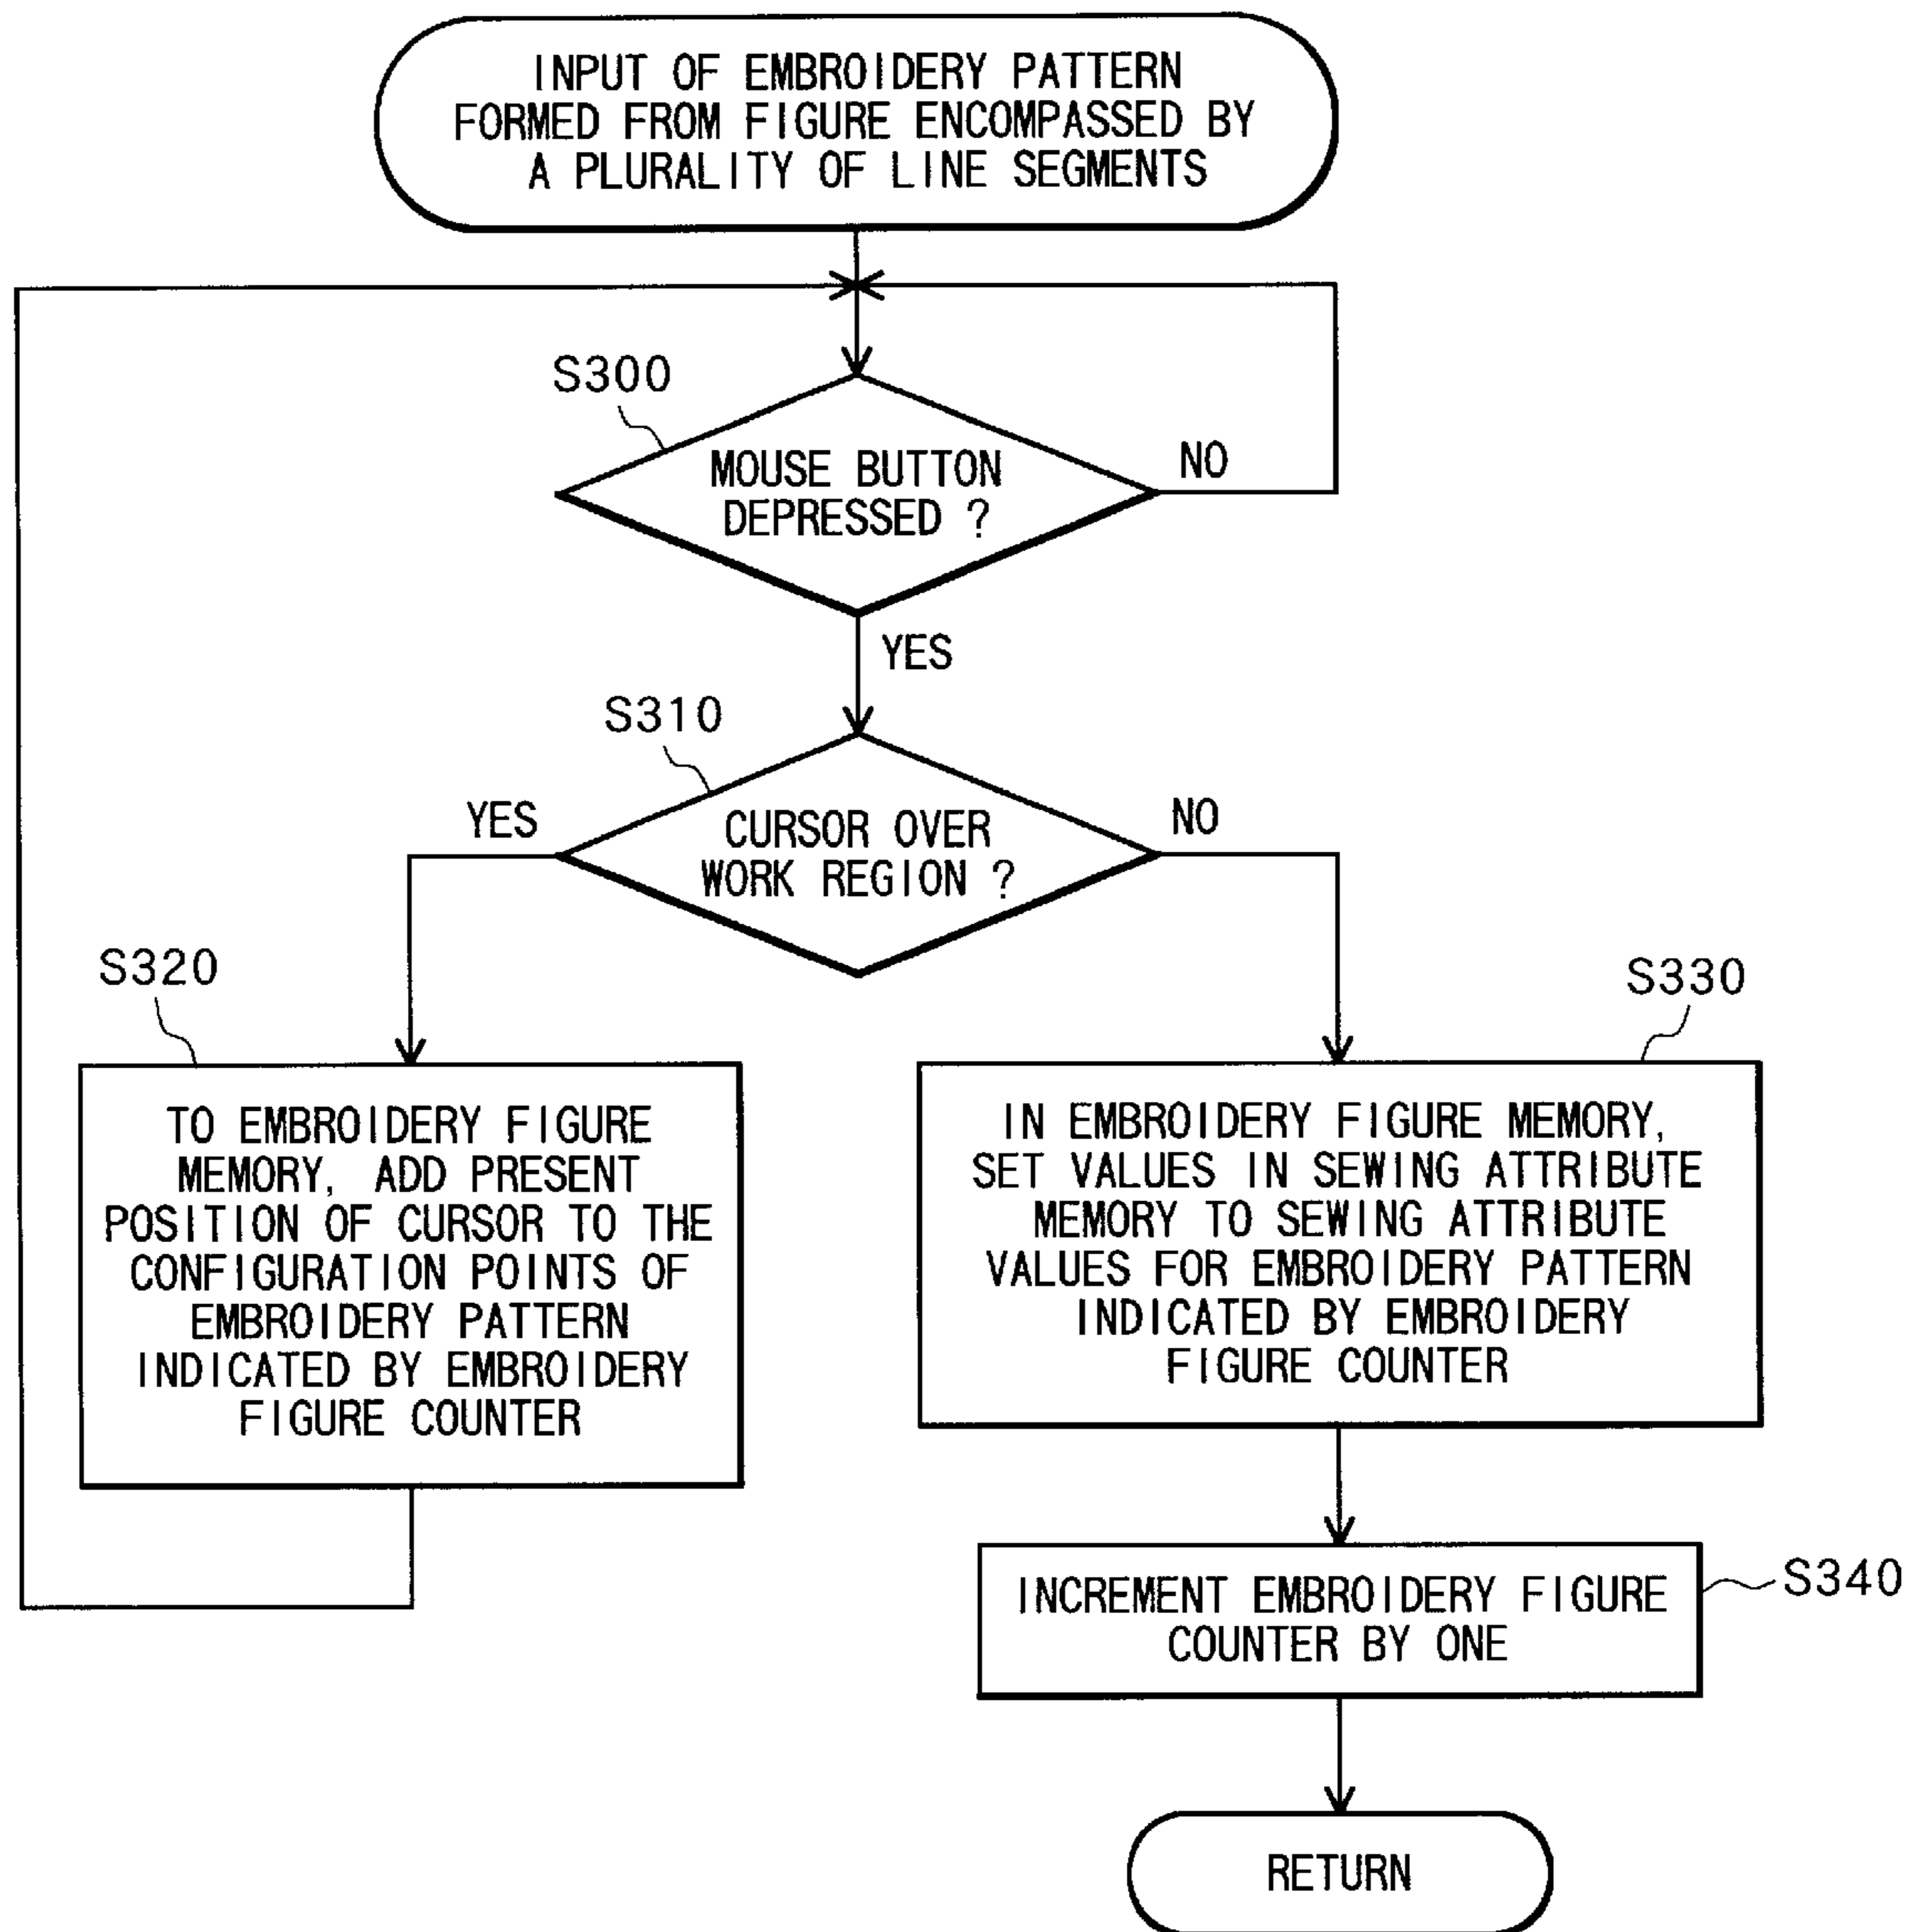 INPUT OF EMBROIDERY PATTERN
FORMED FROM FIGURE ENCOMPASSED BY
A PLURALITY OF LINE SEGMENTS
S300
MOUSE BUTTON
DEPRESSED ?
NO
YES
S310
CURSOR OVER
WORK REGION ?
YES
NO
S320
TO EMBROIDERY FIGURE
MEMORY, ADD PRESENT
POSITION OF CURSOR TO THE
CONFIGURATION POINTS OF
EMBROIDERY PATTERN
INDICATED BY EMBROIDERY
FIGURE COUNTER
S330
IN EMBROIDERY FIGURE MEMORY,
SET VALUES IN SEWING ATTRIBUTE
MEMORY TO SEWING ATTRIBUTE
VALUES FOR EMBROIDERY PATTERN
INDICATED BY EMBROIDERY
FIGURE COUNTER
INCREMENT EMBROIDERY FIGURE
COUNTER BY ONE
S340
RETURN